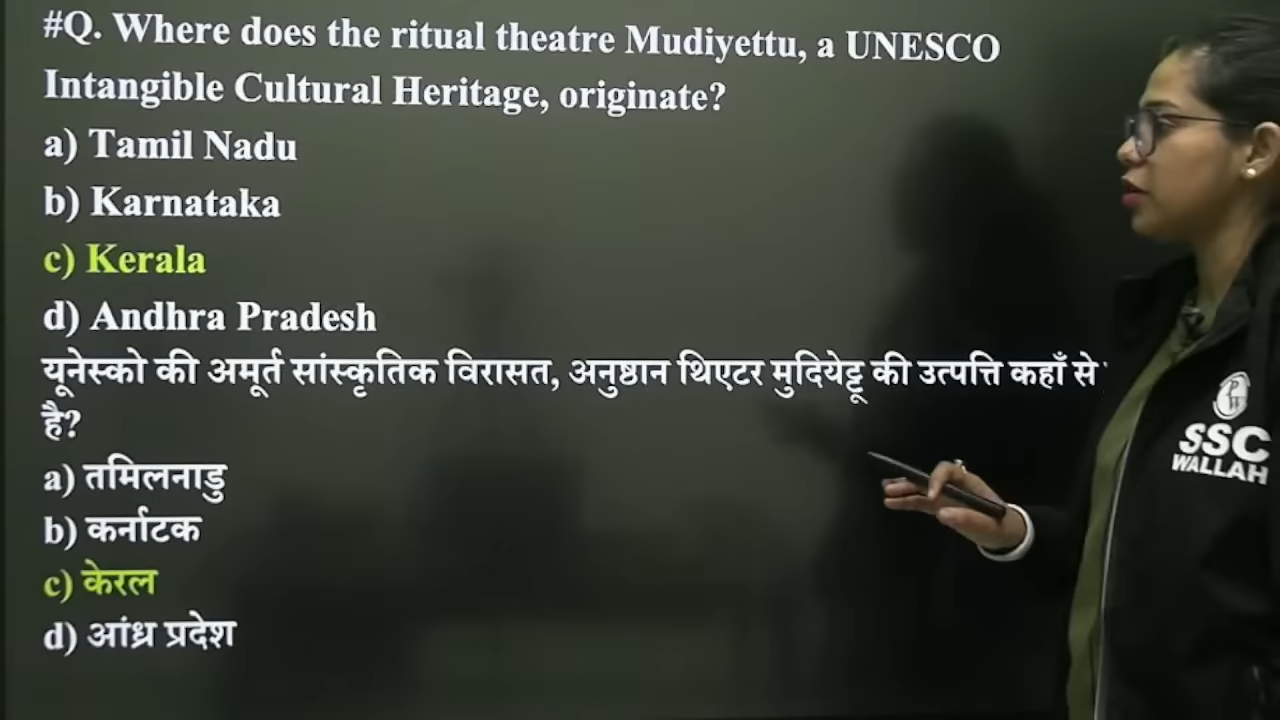 #Q. Where does the ritual theatre Mudiyettu, a UNESCO
Intangible Cultural Heritage, originate?
a) Tamil Nadu
b) Karnataka
c) Kerala
d) Andhra Pradesh
यूनेस्को की अमूर्त सांस्कृतिक विरासत, अनुष्ठान थिएटर मुदियेट्टू की उत्पत्ति कहाँ से
है?
a) तमिलनाडु
b) कर्नाटक
c) केरल
d) आंध्र प्रदेश
PW
SSC
WALLAH